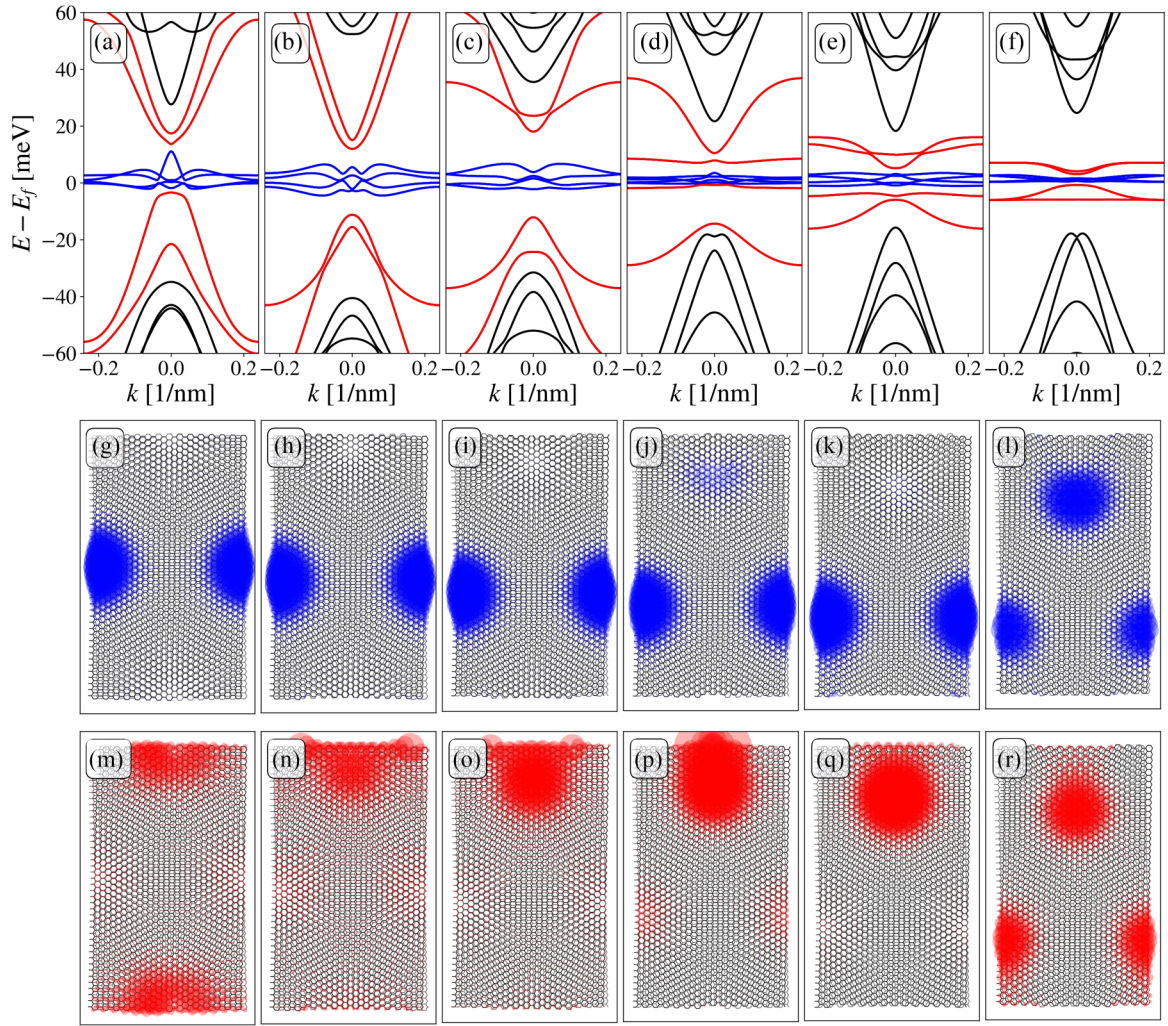 (a) (b) (c) (d) (e) (f)
60
40
20
0
−20
−40
−60
E − E_f [meV]
−0.2 0.0 0.2 −0.2 0.0 0.2 −0.2 0.0 0.2 −0.2 0.0 0.2 −0.2 0.0 0.2 −0.2 0.0 0.2
k [1/nm] k [1/nm] k [1/nm] k [1/nm] k [1/nm] k [1/nm]
(g) (h) (i) (j) (k) (l)
(m) (n) (o) (p) (q) (r)